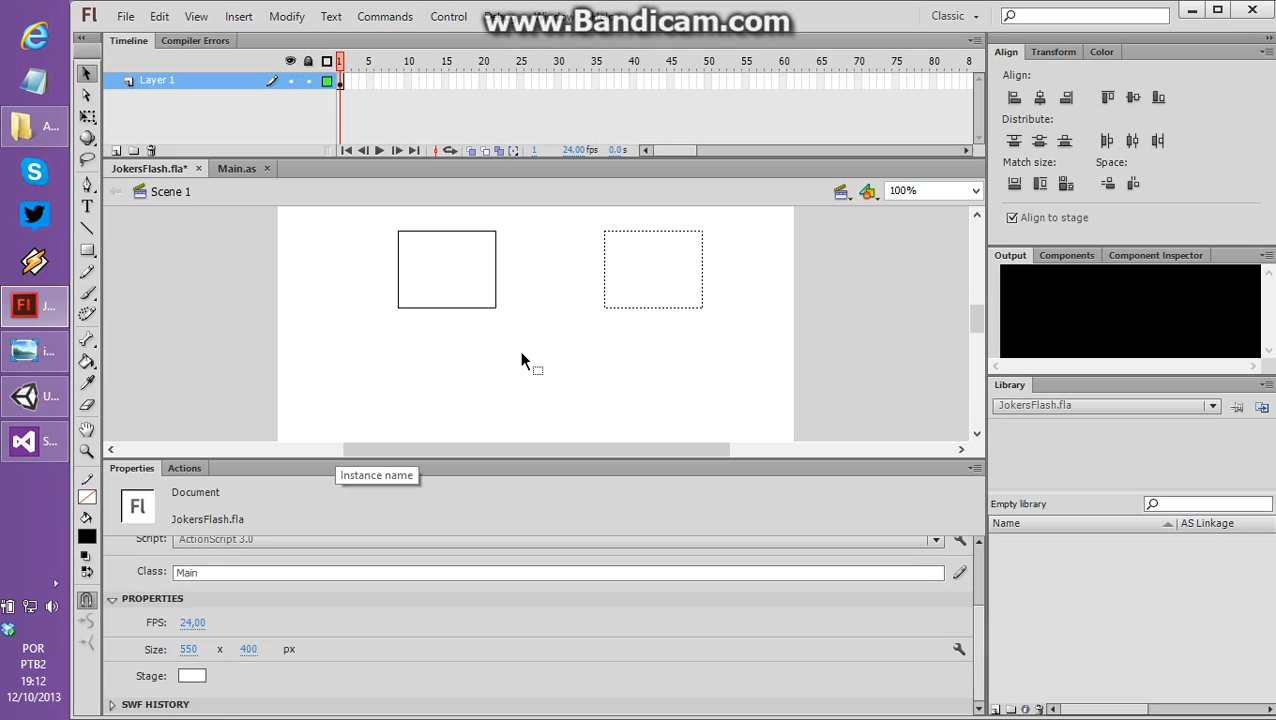 File Edit View Insert Modify Text Commands Control Classic
www.Bandicam.com
Timeline Compiler Errors
1 5 10 15 20 25 30 35 40 45 50 55 60 65 70 75 80 8
Layer 1
1 24,00 fps 0.0 s
JokersFlash.fla* × Main.as ×
Scene 1 100%
Instance name
Properties Actions
Document
JokersFlash.fla
Script: ActionScript 3.0
Class: Main
PROPERTIES
FPS: 24,00
Size: 550 x 400 px
Stage:
SWF HISTORY
Align Transform Color
Align:
Distribute:
Match size: Space:
Align to stage
Output Components Component Inspector
Library
JokersFlash.fla
Empty library
Name AS Linkage
A...
J...
i...
U...
S...
POR
PTB2
19:12
12/10/2013
Fl
Fl
Fl